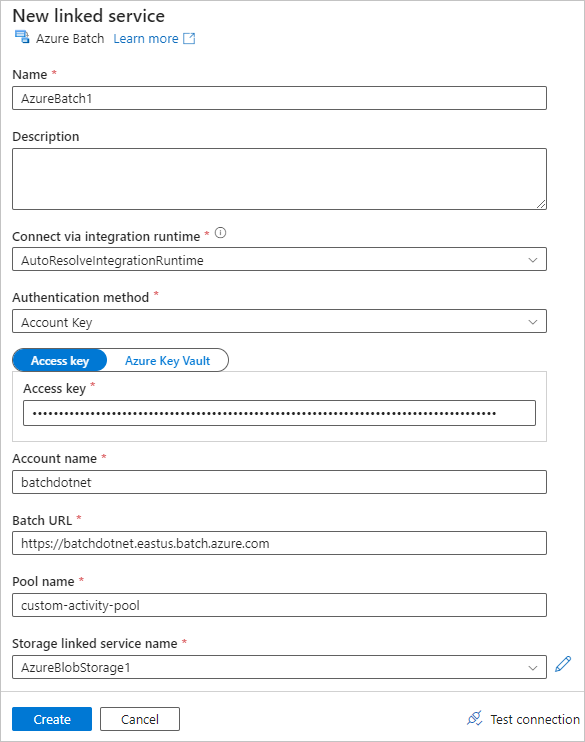 New linked service
Azure Batch Learn more
Name *
AzureBatch1
Description
Connect via integration runtime *
AutoResolveIntegrationRuntime
Authentication method *
Account Key
Access key Azure Key Vault
Access key *
••••••••••••••••••••••••••••••••••••••••••••••••••••••••••••••••••••••••••••••••••••••••
Account name *
batchdotnet
Batch URL *
https://batchdotnet.eastus.batch.azure.com
Pool name *
custom-activity-pool
Storage linked service name *
AzureBlobStorage1
Create Cancel Test connection